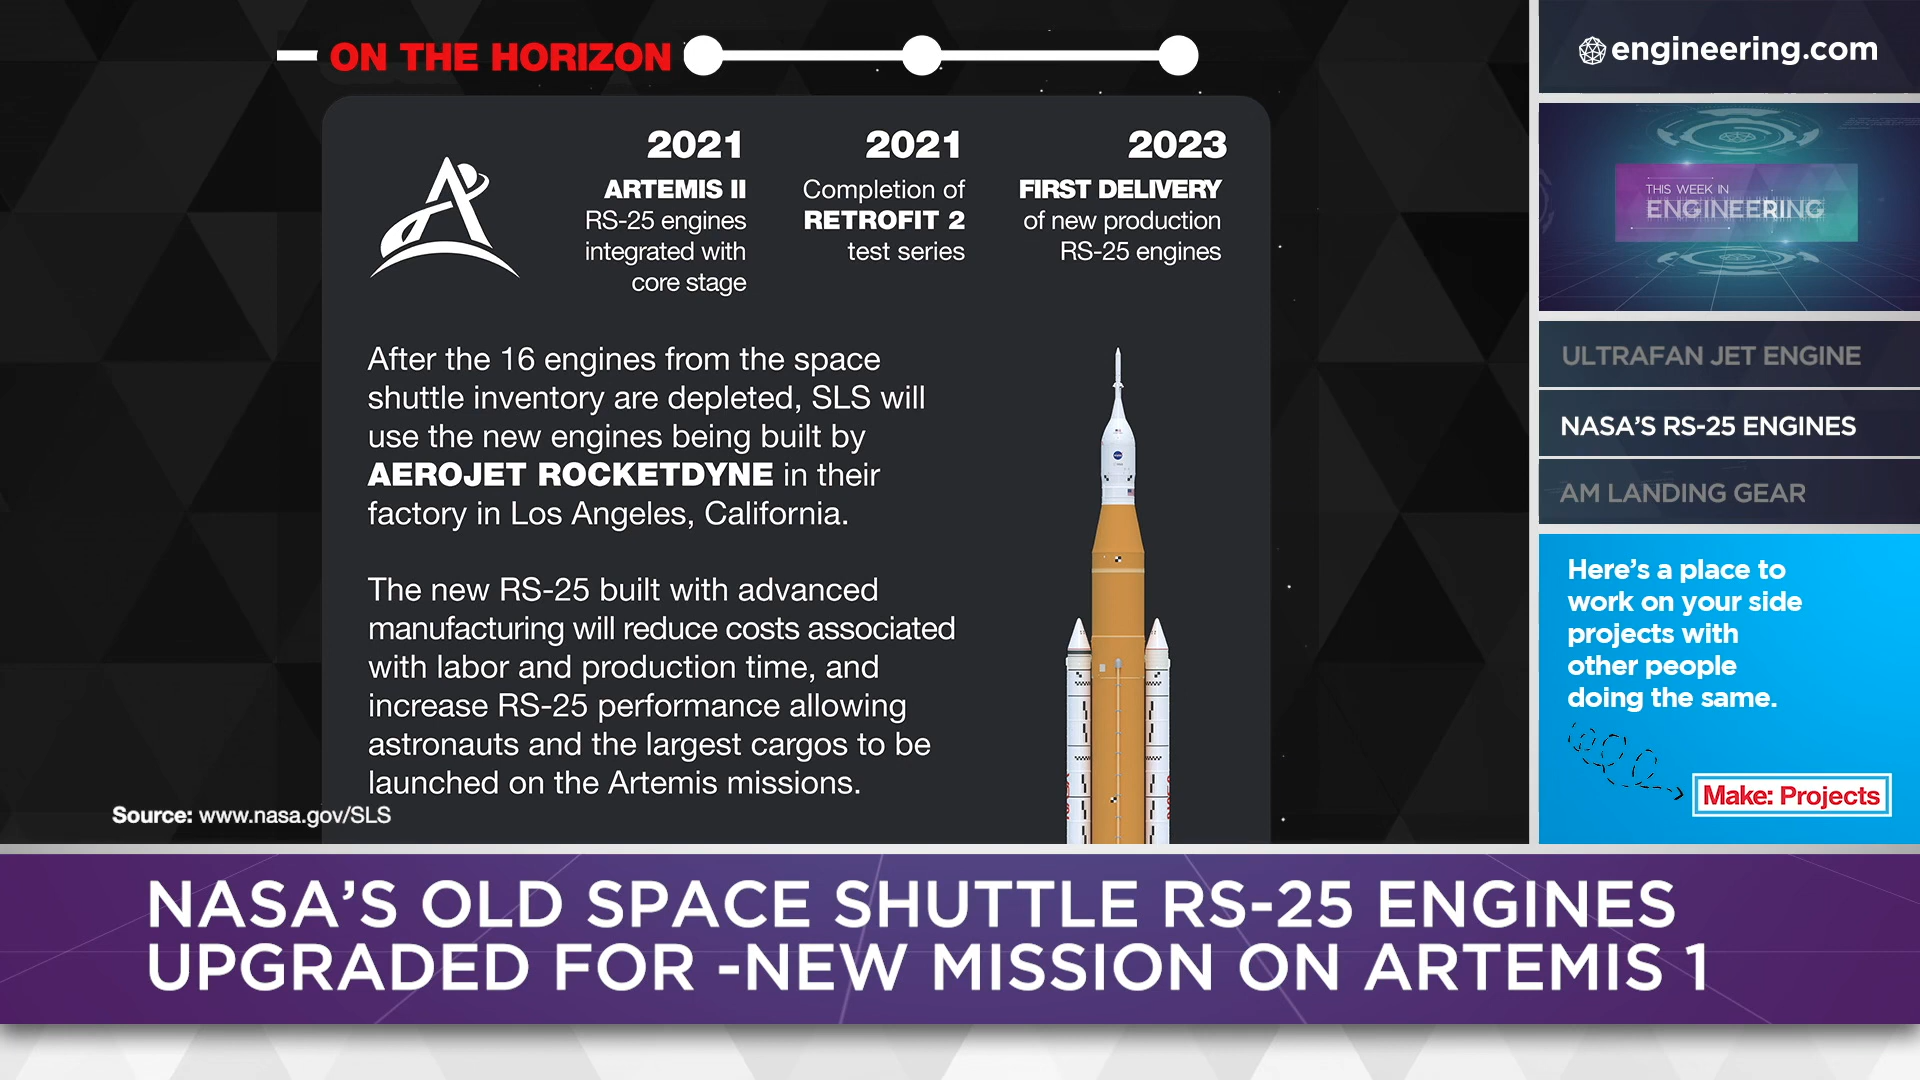 ON THE HORIZON
2021
ARTEMIS II
RS-25 engines
integrated with
core stage
2021
Completion of
RETROFIT 2
test series
2023
FIRST DELIVERY
of new production
RS-25 engines
After the 16 engines from the space
shuttle inventory are depleted, SLS will
use the new engines being built by
AEROJET ROCKETDYNE in their
factory in Los Angeles, California.
The new RS-25 built with advanced
manufacturing will reduce costs associated
with labor and production time, and
increase RS-25 performance allowing
astronauts and the largest cargos to be
launched on the Artemis missions.
Source: www.nasa.gov/SLS
engineering.com
THIS WEEK IN
ENGINEERING
ULTRAFAN JET ENGINE
NASA'S RS-25 ENGINES
AM LANDING GEAR
Here's a place to
work on your side
projects with
other people
doing the same.
Make: Projects
NASA'S OLD SPACE SHUTTLE RS-25 ENGINES
UPGRADED FOR -NEW MISSION ON ARTEMIS 1